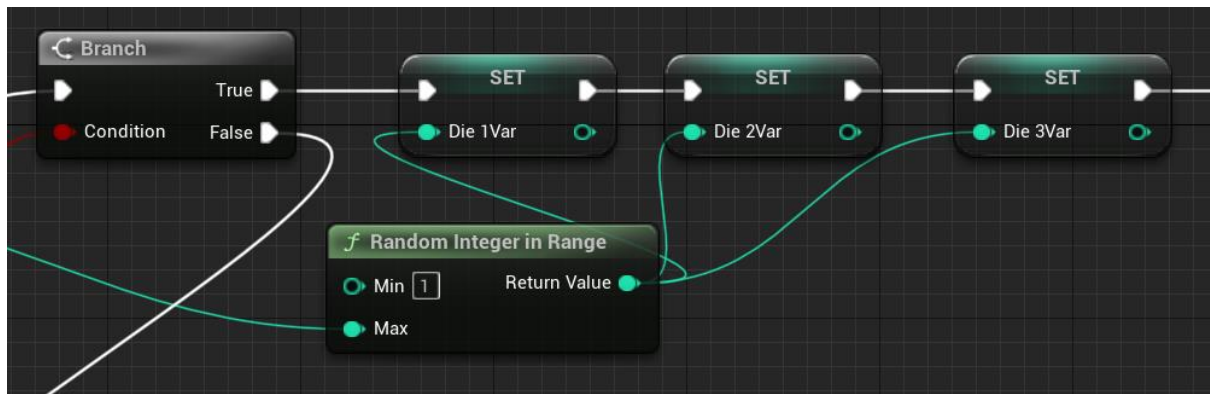 Branch
True
Condition
False
SET
Die 1Var
SET
Die 2Var
SET
Die 3Var
f Random Integer in Range
Min 1
Return Value
Max